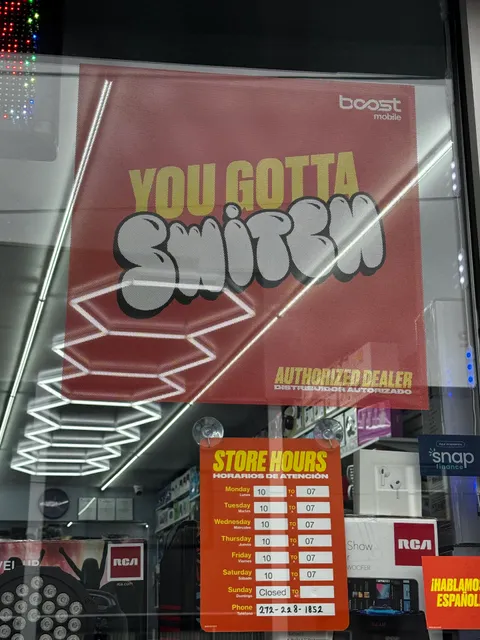 boost
mobile
YOU GOTTA
SWITCH
AUTHORIZED DEALER
DISTRIBUIDOR AUTORIZADO
snap
finance
STORE HOURS
HORARIOS DE ATENCIÓN
Monday 10 TO 07
Lunes
Tuesday 10 TO 07
Martes
Wednesday 10 TO 07
Miércoles
Thursday 10 TO 07
Jueves
Friday 10 TO 07
Viernes
Saturday 10 TO 07
Sábado
Sunday Closed TO
Domingo
Phone 272-228-1852
Teléfono
RCA
RCA
Show
WOOFER
¡HABLAMOS
ESPAÑOL!